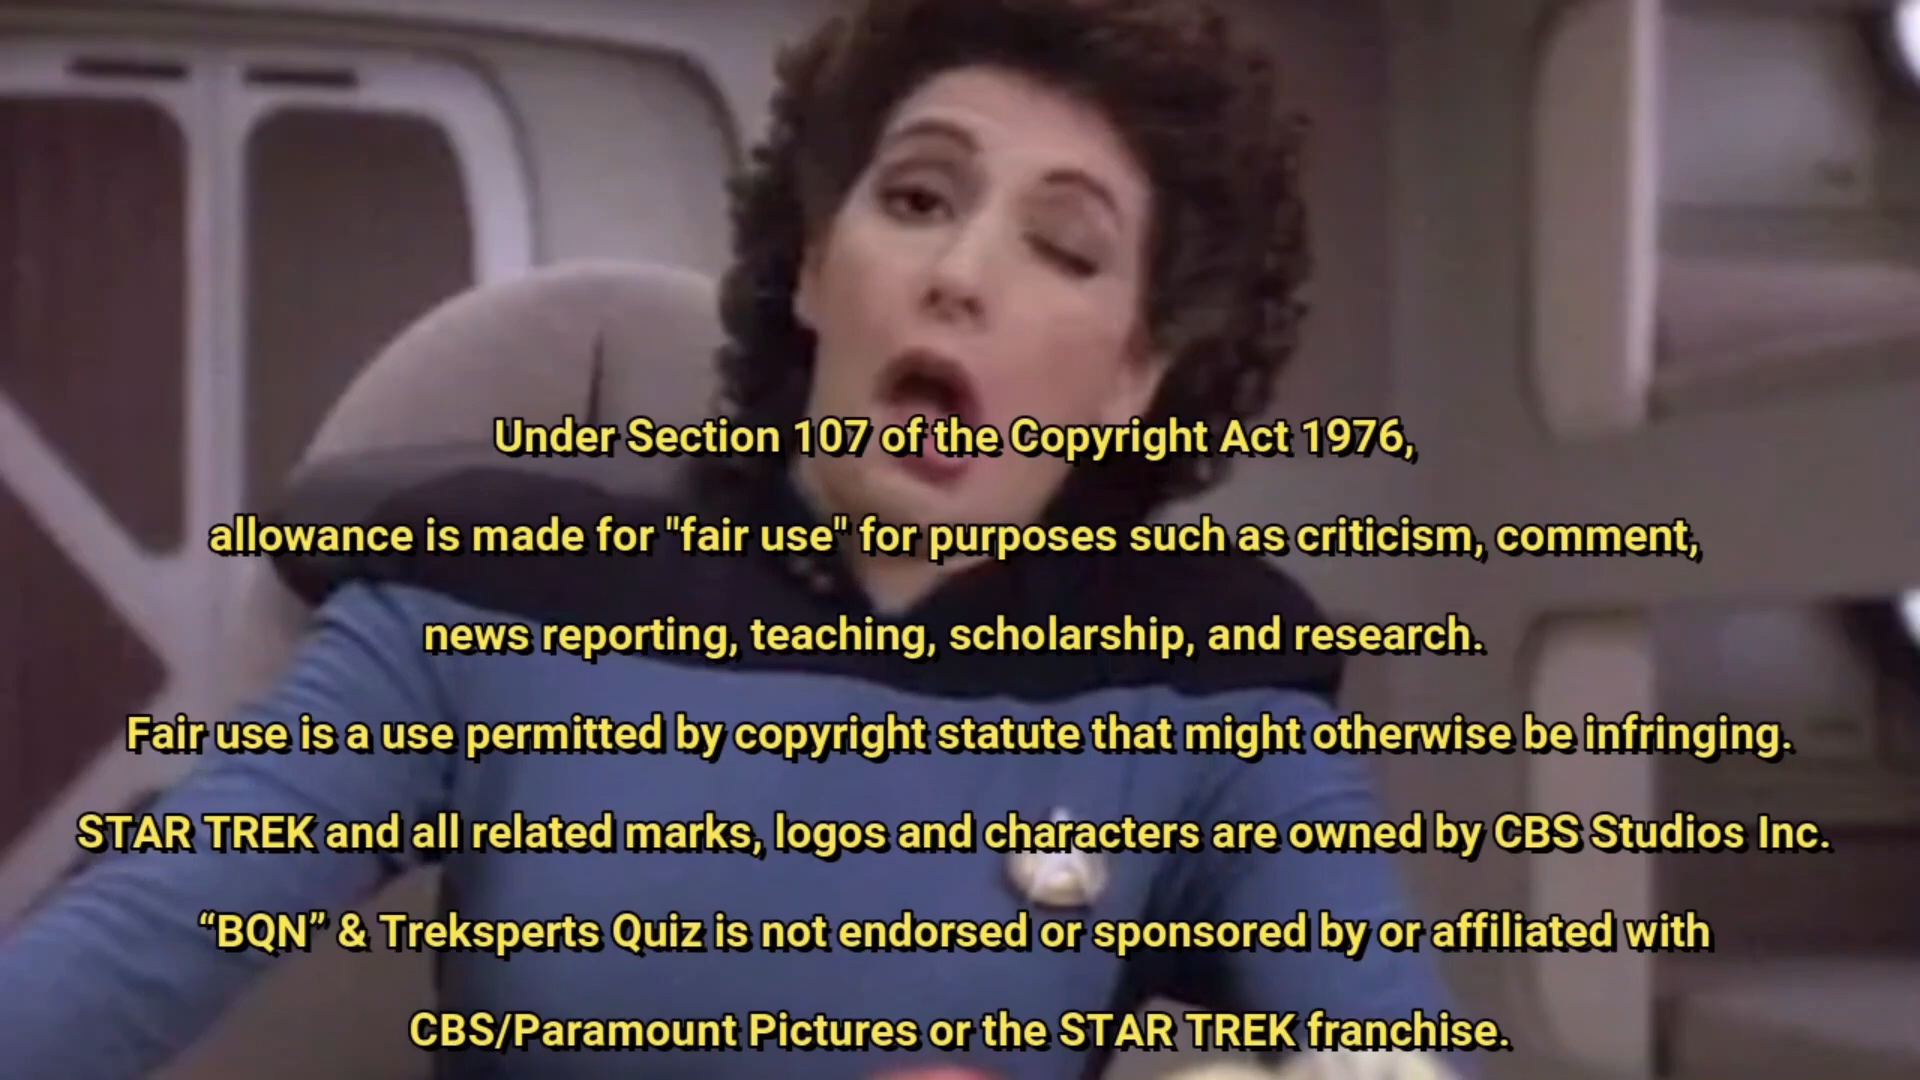 Under Section 107 of the Copyright Act 1976,
allowance is made for "fair use" for purposes such as criticism, comment,
news reporting, teaching, scholarship, and research.
Fair use is a use permitted by copyright statute that might otherwise be infringing.
STAR TREK and all related marks, logos and characters are owned by CBS Studios Inc.
“BQN” & Treksperts Quiz is not endorsed or sponsored by or affiliated with
CBS/Paramount Pictures or the STAR TREK franchise.